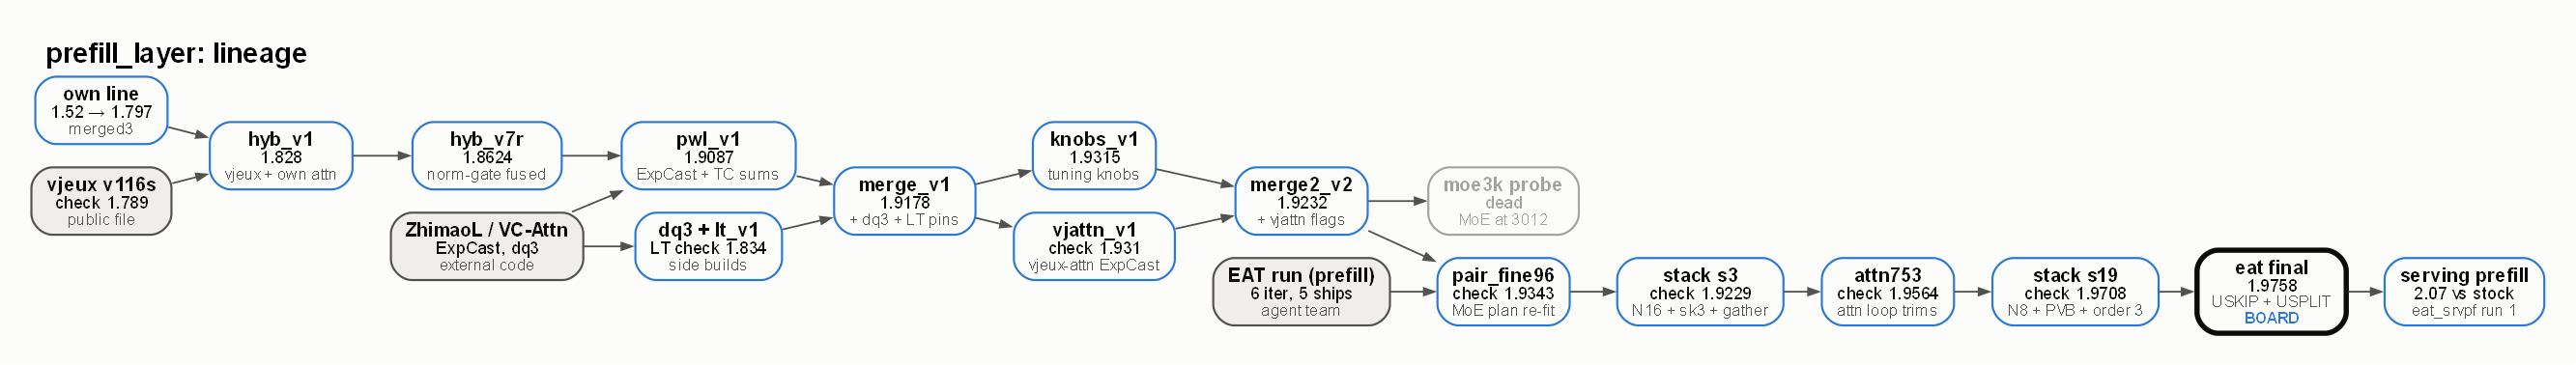 prefill_layer: lineage
own line
1.52 → 1.797
merged3
vjeux v116s
check 1.789
public file
hyb_v1
1.828
vjeux + own attn
hyb_v7r
1.8624
norm-gate fused
ZhimaoL / VC-Attn
ExpCast, dq3
external code
pwl_v1
1.9087
ExpCast + TC sums
dq3 + lt_v1
LT check 1.834
side builds
merge_v1
1.9178
+ dq3 + LT pins
knobs_v1
1.9315
tuning knobs
vjattn_v1
check 1.931
vjeux-attn ExpCast
merge2_v2
1.9232
+ vjattn flags
EAT run (prefill)
6 iter, 5 ships
agent team
moe3k probe
dead
MoE at 3012
pair_fine96
check 1.9343
MoE plan re-fit
stack s3
check 1.9229
N16 + sk3 + gather
attn753
check 1.9564
attn loop trims
stack s19
check 1.9708
N8 + PVB + order 3
eat final
1.9758
USKIP + USPLIT
BOARD
serving prefill
2.07 vs stock
eat_srvpf run 1